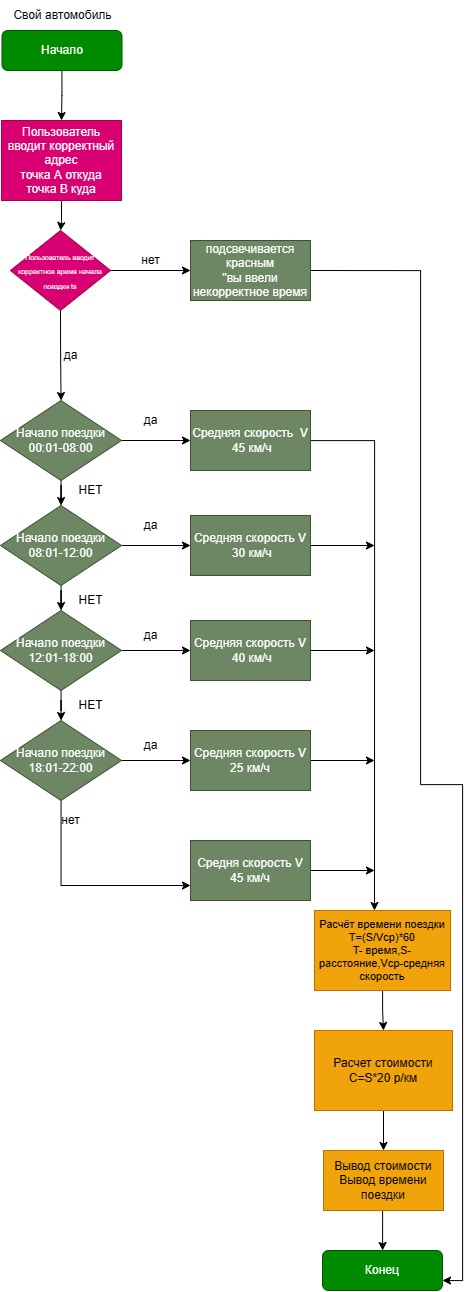 Свой автомобиль
Начало
Пользователь
вводит корректный
адрес
точка А откуда
точка В куда
Пользователь вводит
корректное время начала
поездки ts
нет
подсвечивается
красным
"вы ввели
некорректное время
да
Начало поездки
00:01-08:00
да
Средняя скорость V
45 км/ч
НЕТ
Начало поездки
08:01-12:00
да
Средняя скорость V
30 км/ч
НЕТ
Начало поездки
12:01-18:00
да
Средняя скорость V
40 км/ч
НЕТ
Начало поездки
18:01-22:00
да
Средняя скорость V
25 км/ч
нет
Средня скорость V
45 км/ч
Расчёт времени поездки
T=(S/Vср)*60
Т- время,S-
расстояние,Vср-средняя
скорость
Расчет стоимости
C=S*20 р/км
Вывод стоимости
Вывод времени
поездки
Конец